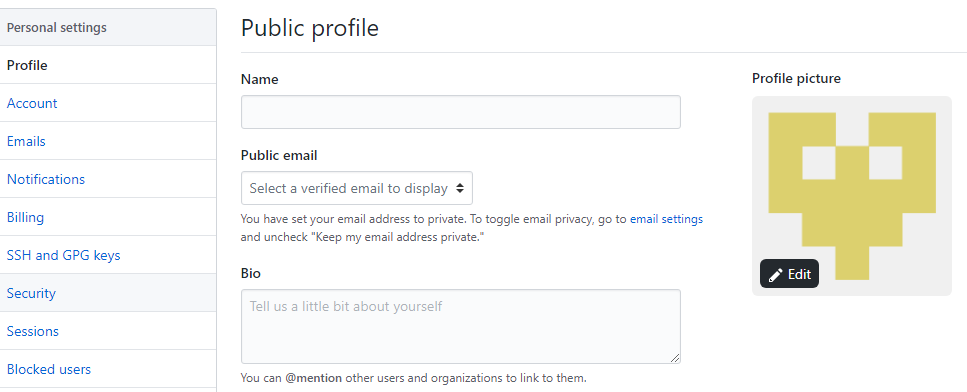 Personal settings
Profile
Account
Emails
Notifications
Billing
SSH and GPG keys
Security
Sessions
Blocked users
Public profile
Name
Public email
Select a verified email to display
You have set your email address to private. To toggle email privacy, go to email settings
and uncheck "Keep my email address private."
Bio
Tell us a little bit about yourself
You can @mention other users and organizations to link to them.
Profile picture
Edit